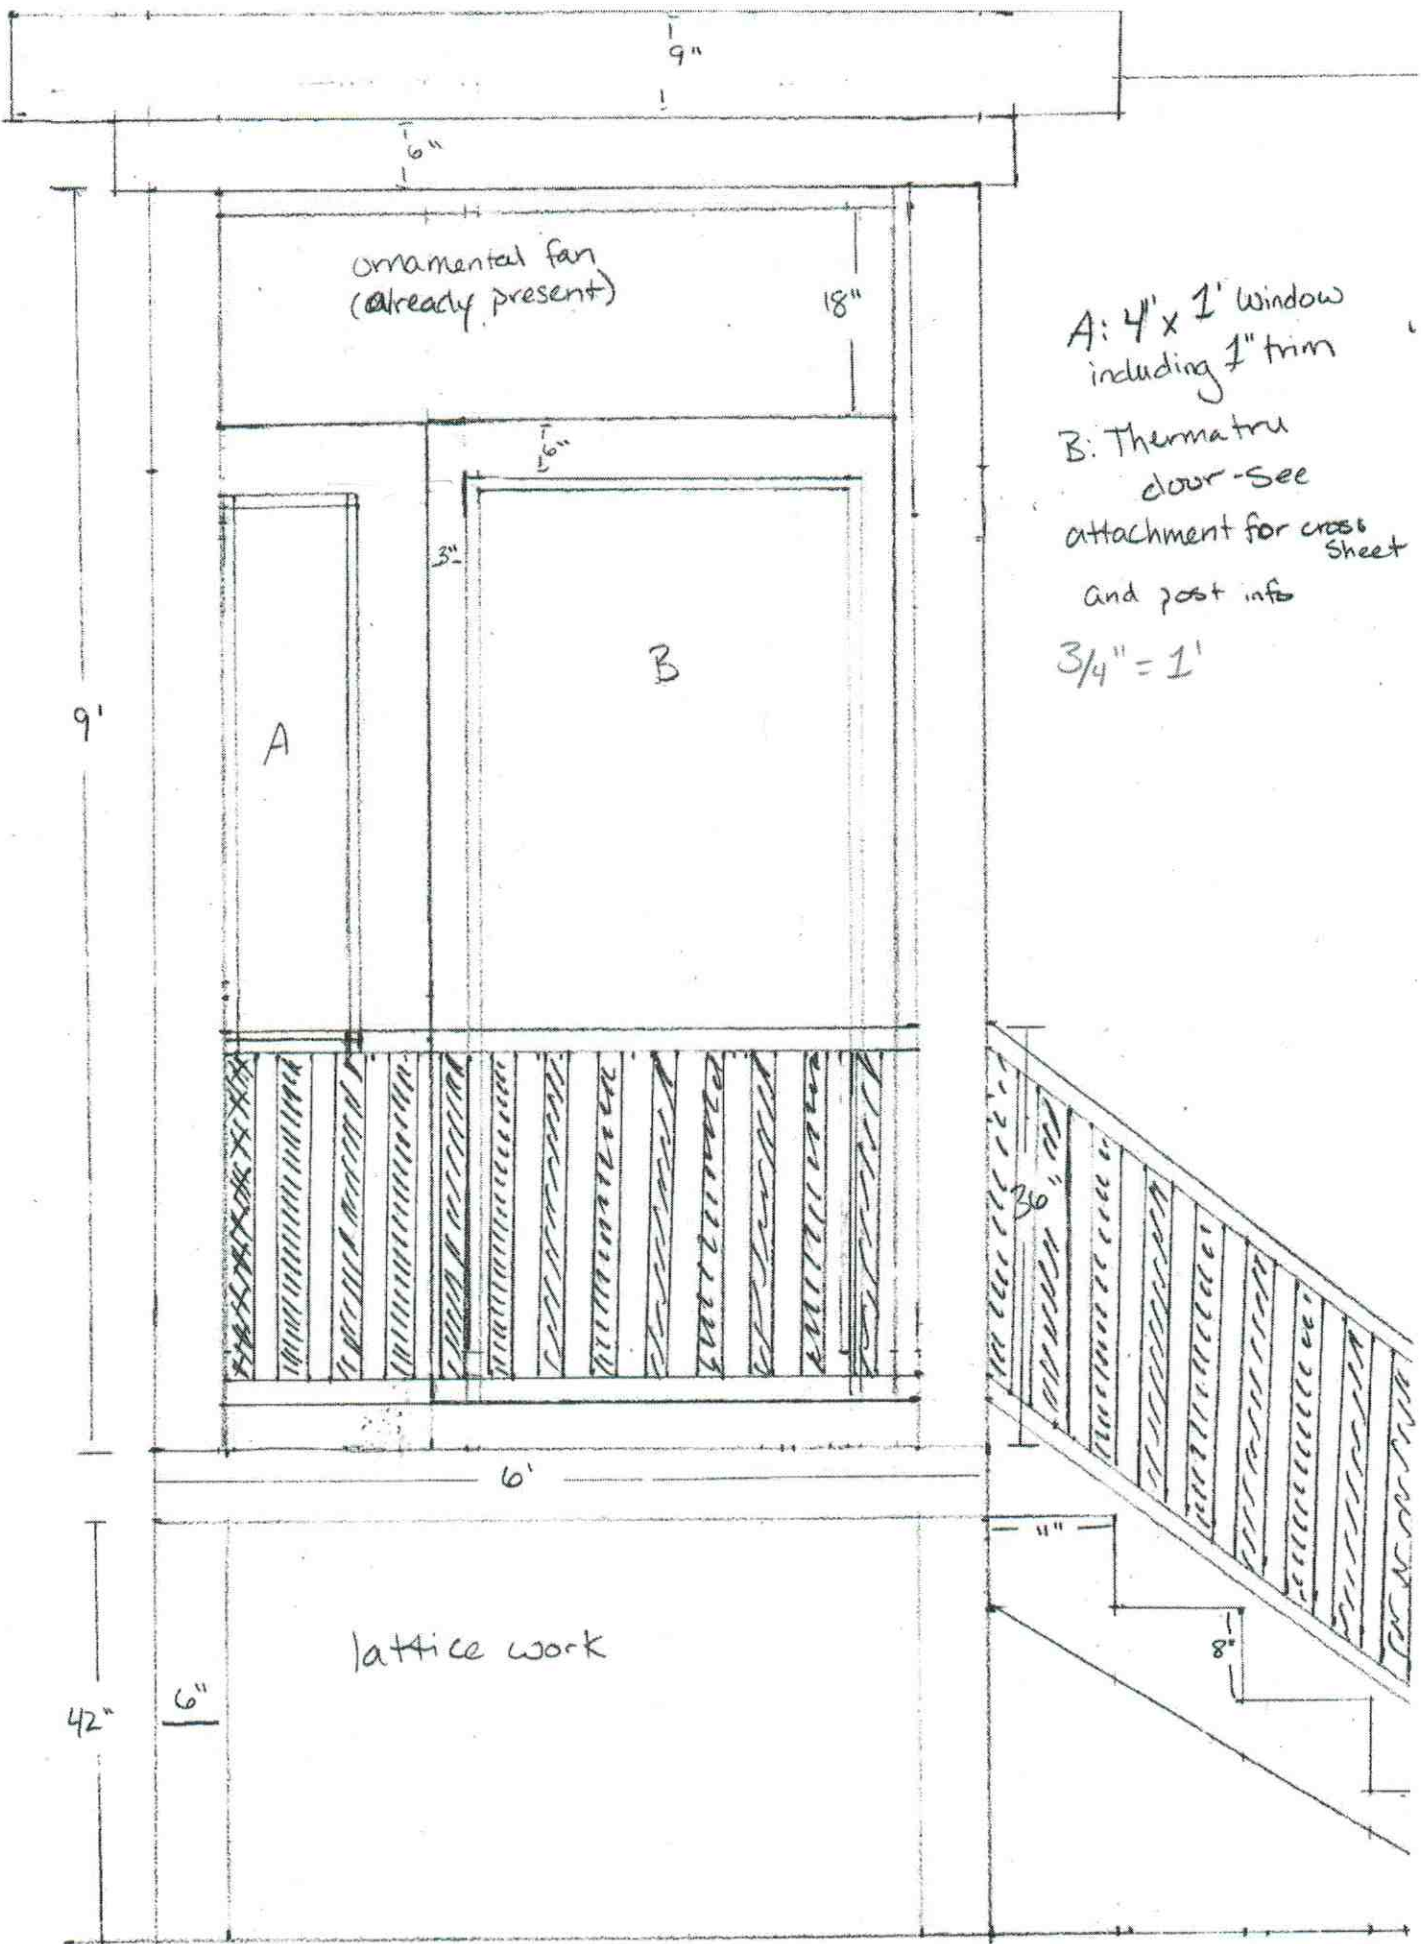 9"
6"
ornamental fan
(already present)
18"
A: 4' x 1' window
including 1" trim
B: Thermatru
door - see
attachment for cross
sheet
and post info
3/4" = 1'
6"
3"
B
A
9'
36"
6'
11"
lattice work
8"
6"
42"